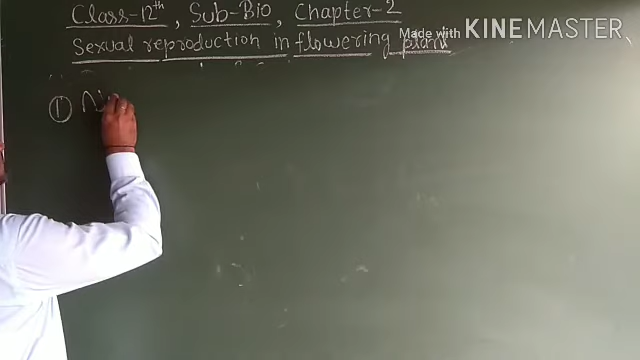 Class-12th, Sub-Bio, Chapter-2
Made with KINEMASTER
Sexual reproduction in flowering plant
①